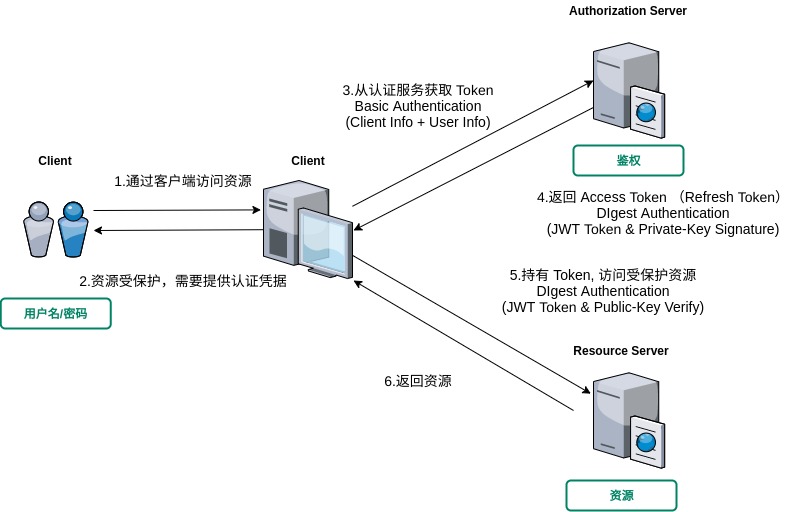 Authorization Server
3.从认证服务获取 Token
Basic Authentication
(Client Info + User Info)
Client
Client
1.通过客户端访问资源
鉴权
4.返回 Access Token （Refresh Token）
DIgest Authentication
(JWT Token & Private-Key Signature)
2.资源受保护，需要提供认证凭据
用户名/密码
5.持有 Token, 访问受保护资源
DIgest Authentication
(JWT Token & Public-Key Verify)
Resource Server
6.返回资源
资源